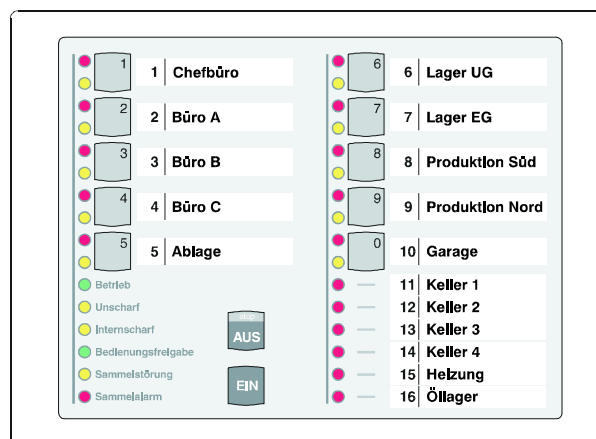 1
1 Chefbüro
2
2 Büro A
3
3 Büro B
4
4 Büro C
5
5 Ablage
Betrieb
Unscharf
Internscharf
Bedienungsfreigabe
Sammelstörung
Sammelalarm
stop
AUS
EIN
6
6 Lager UG
7
7 Lager EG
8
8 Produktion Süd
9
9 Produktion Nord
0
10 Garage
11 Keller 1
12 Keller 2
13 Keller 3
14 Keller 4
15 Heizung
16 Öllager